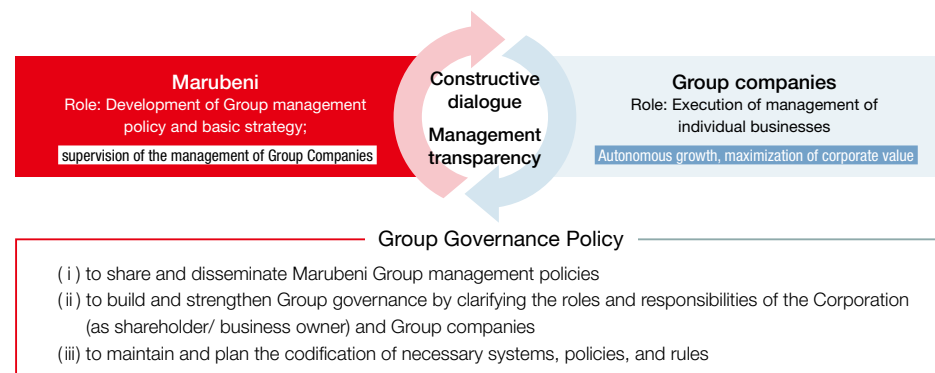 Marubeni
Role: Development of Group management
policy and basic strategy;
supervision of the management of Group Companies
Constructive
dialogue
Management
transparency
Group companies
Role: Execution of management of
individual businesses
Autonomous growth, maximization of corporate value
Group Governance Policy
( i ) to share and disseminate Marubeni Group management policies
(ii) to build and strengthen Group governance by clarifying the roles and responsibilities of the Corporation
(as shareholder/ business owner) and Group companies
(iii) to maintain and plan the codification of necessary systems, policies, and rules